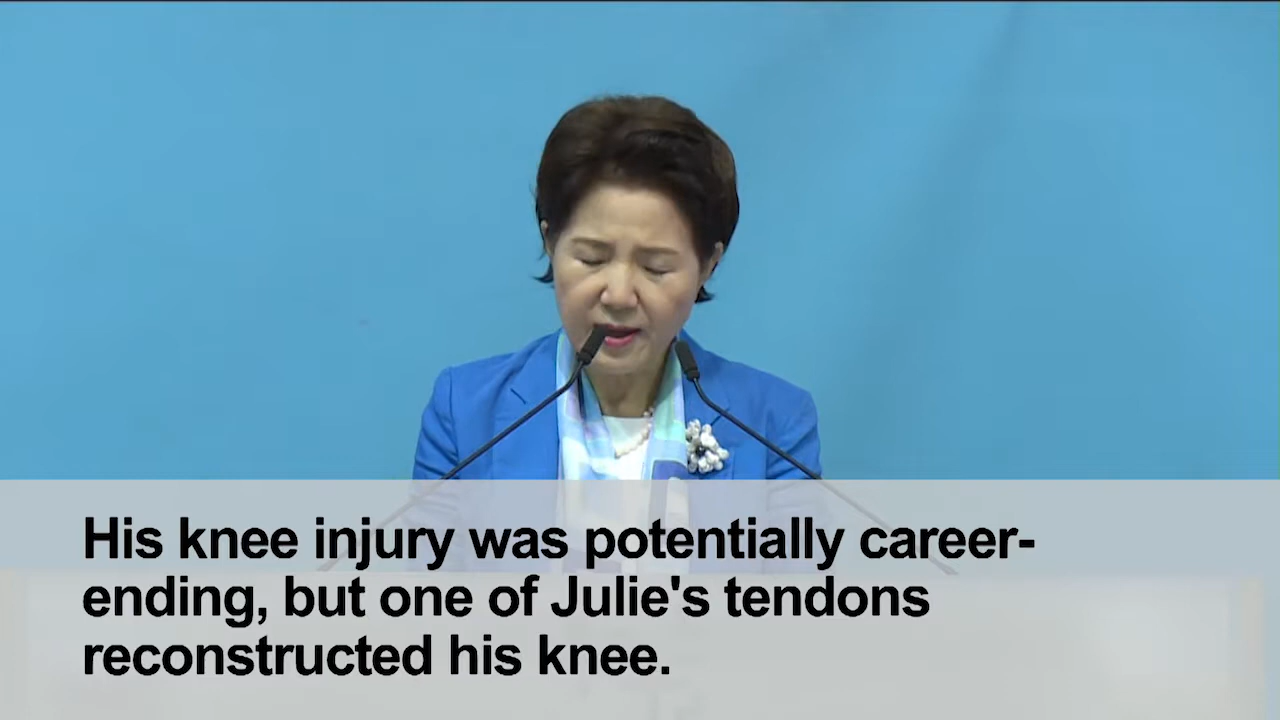 His knee injury was potentially career-
ending, but one of Julie's tendons
reconstructed his knee.